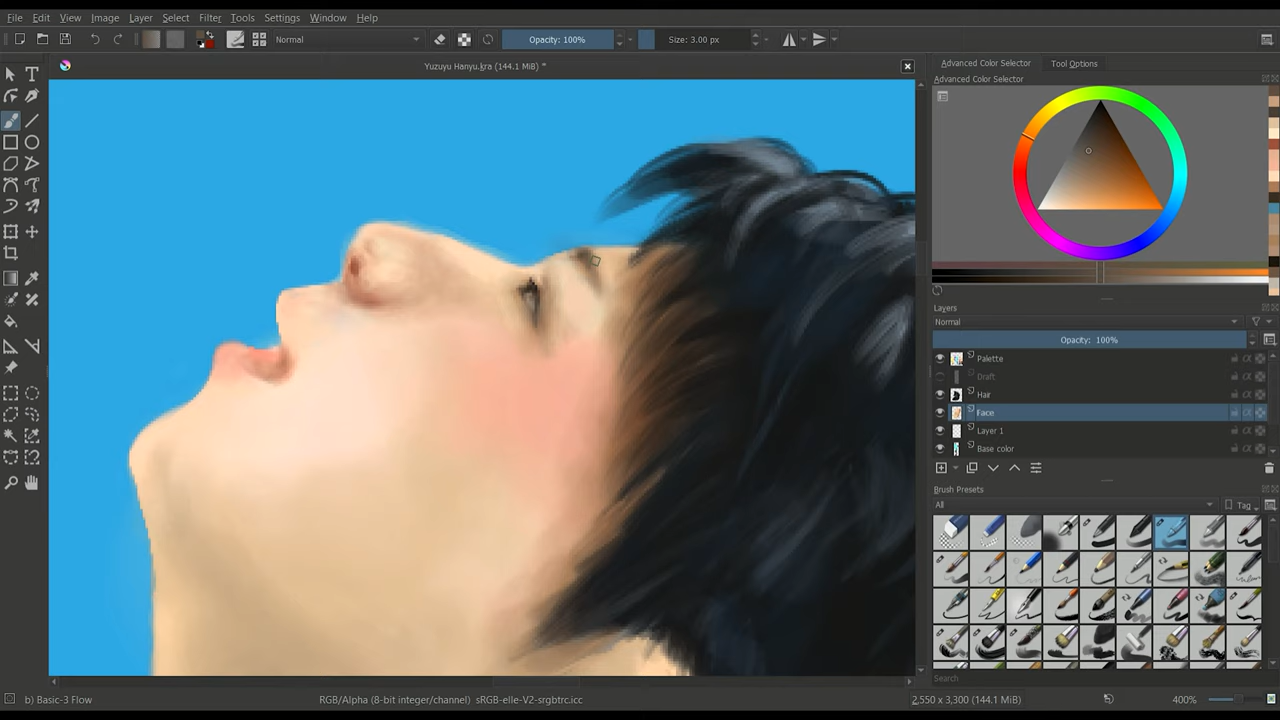 File Edit View Image Layer Select Filter Tools Settings Window Help
Normal Opacity: 100% Size: 3.00 px
Yuzuyu Hanyu.kra (144.1 MiB) *
Advanced Color Selector Tool Options
Advanced Color Selector
Layers
Normal
Opacity: 100%
Palette
Draft
Hair
Face
Layer 1
Base color
Brush Presets
All Tag
Search
b) Basic-3 Flow RGB/Alpha (8-bit integer/channel) sRGB-elle-V2-srgbtrc.icc 2,550 x 3,300 (144.1 MiB) 400%